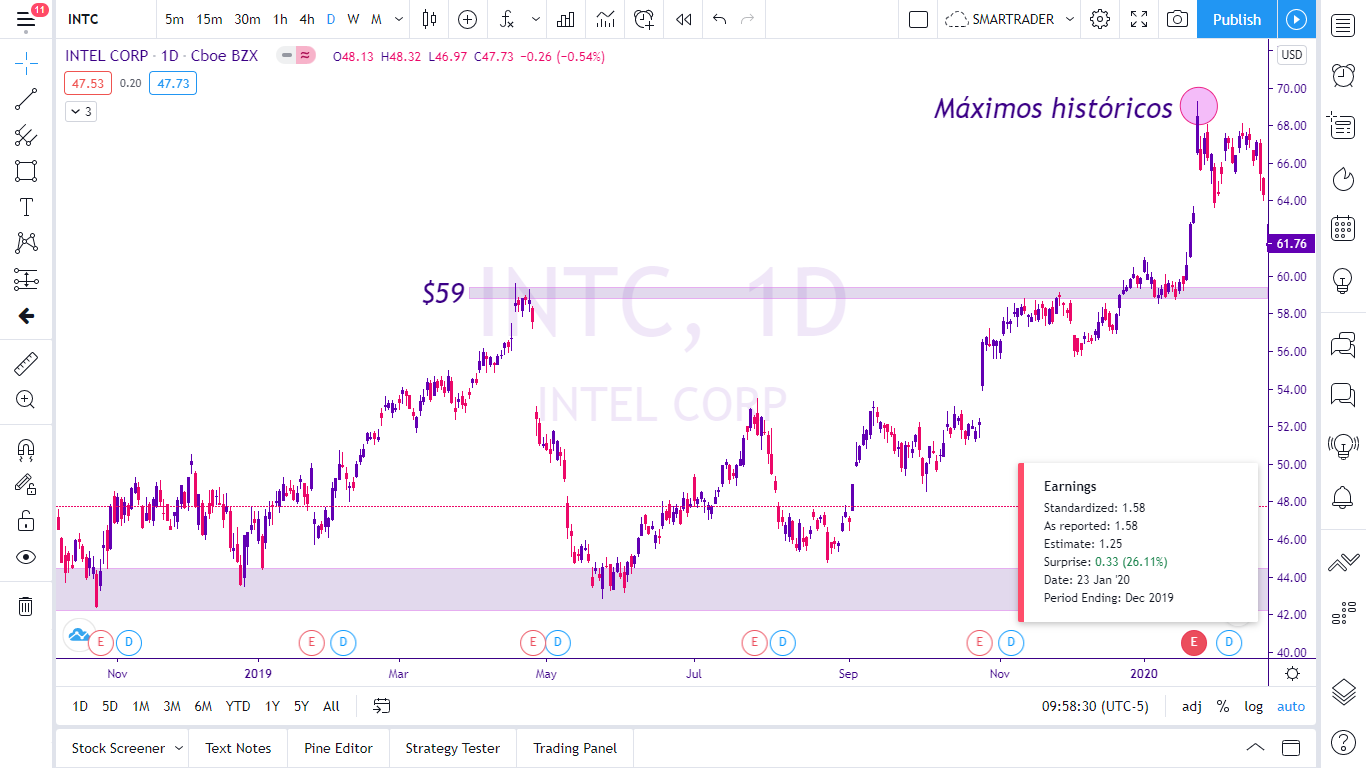 11
INTC
5m 15m 30m 1h 4h D W M
SMARTRADER
Publish
INTEL CORP · 1D · Cboe BZX
O48.13 H48.32 L46.97 C47.73 −0.26 (−0.54%)
USD
47.53 0.20 47.73
3
70.00
Máximos históricos
68.00
66.00
64.00
61.76
60.00
$59
INTC, 1D
58.00
56.00
54.00
INTEL CORP
52.00
50.00
48.00
46.00
44.00
42.00
40.00
Earnings
Standardized: 1.58
As reported: 1.58
Estimate: 1.25
Surprise: 0.33 (26.11%)
Date: 23 Jan '20
Period Ending: Dec 2019
E D E D E D E D E D E D
Nov 2019 Mar May Jul Sep Nov 2020
1D 5D 1M 3M 6M YTD 1Y 5Y All
09:58:30 (UTC-5) adj % log auto
Stock Screener Text Notes Pine Editor Strategy Tester Trading Panel